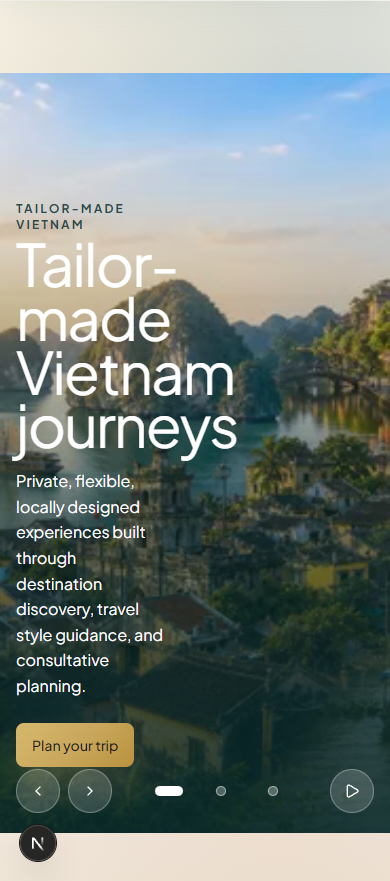 TAILOR-MADE
VIETNAM
Tailor-
made
Vietnam
journeys
Private, flexible,
locally designed
experiences built
through
destination
discovery, travel
style guidance, and
consultative
planning.
Plan your trip
N